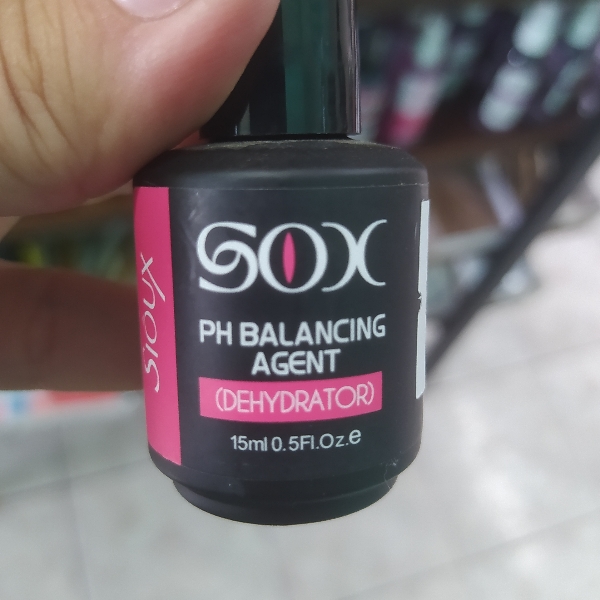 SOX
PH BALANCING
AGENT
(DEHYDRATOR)
15ml 0.5Fl.Oz.e
sioux